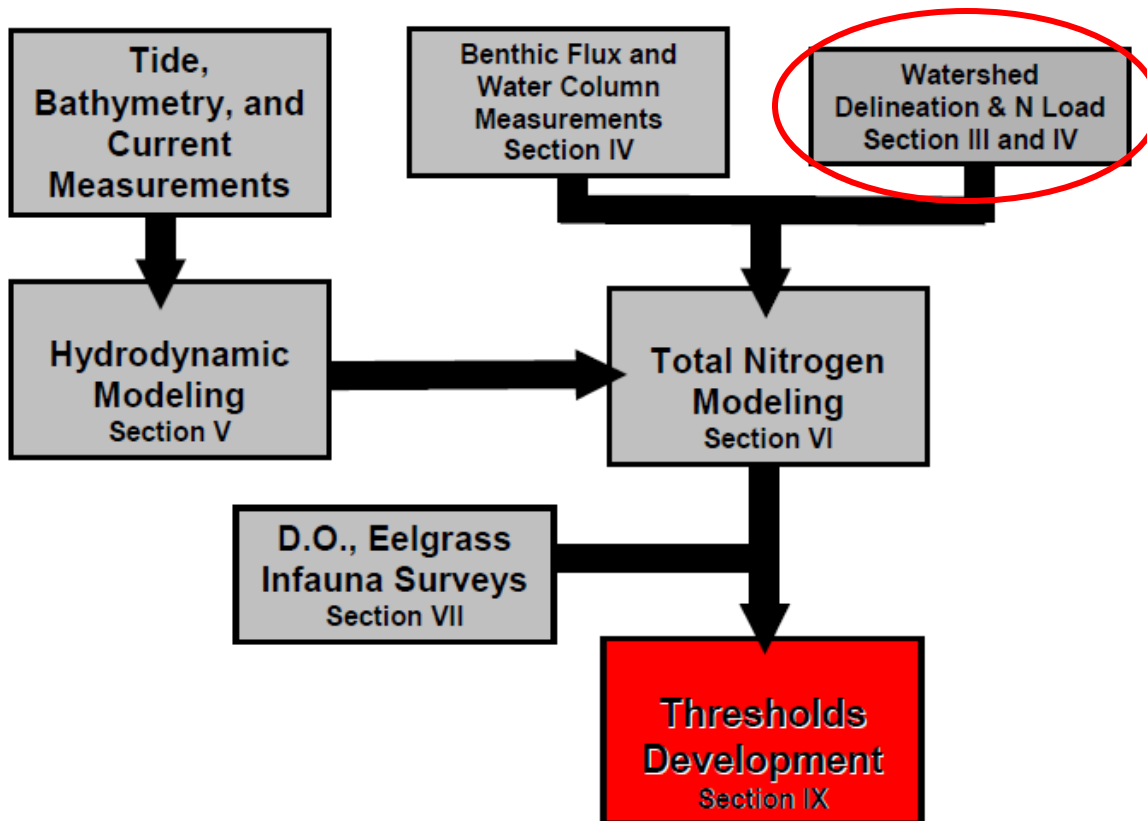 Tide,
Bathymetry, and
Current
Measurements
Benthic Flux and
Water Column
Measurements
Section IV
Watershed
Delineation & N Load
Section III and IV
Hydrodynamic
Modeling
Section V
Total Nitrogen
Modeling
Section VI
D.O., Eelgrass
Infauna Surveys
Section VII
Thresholds
Development
Section IX